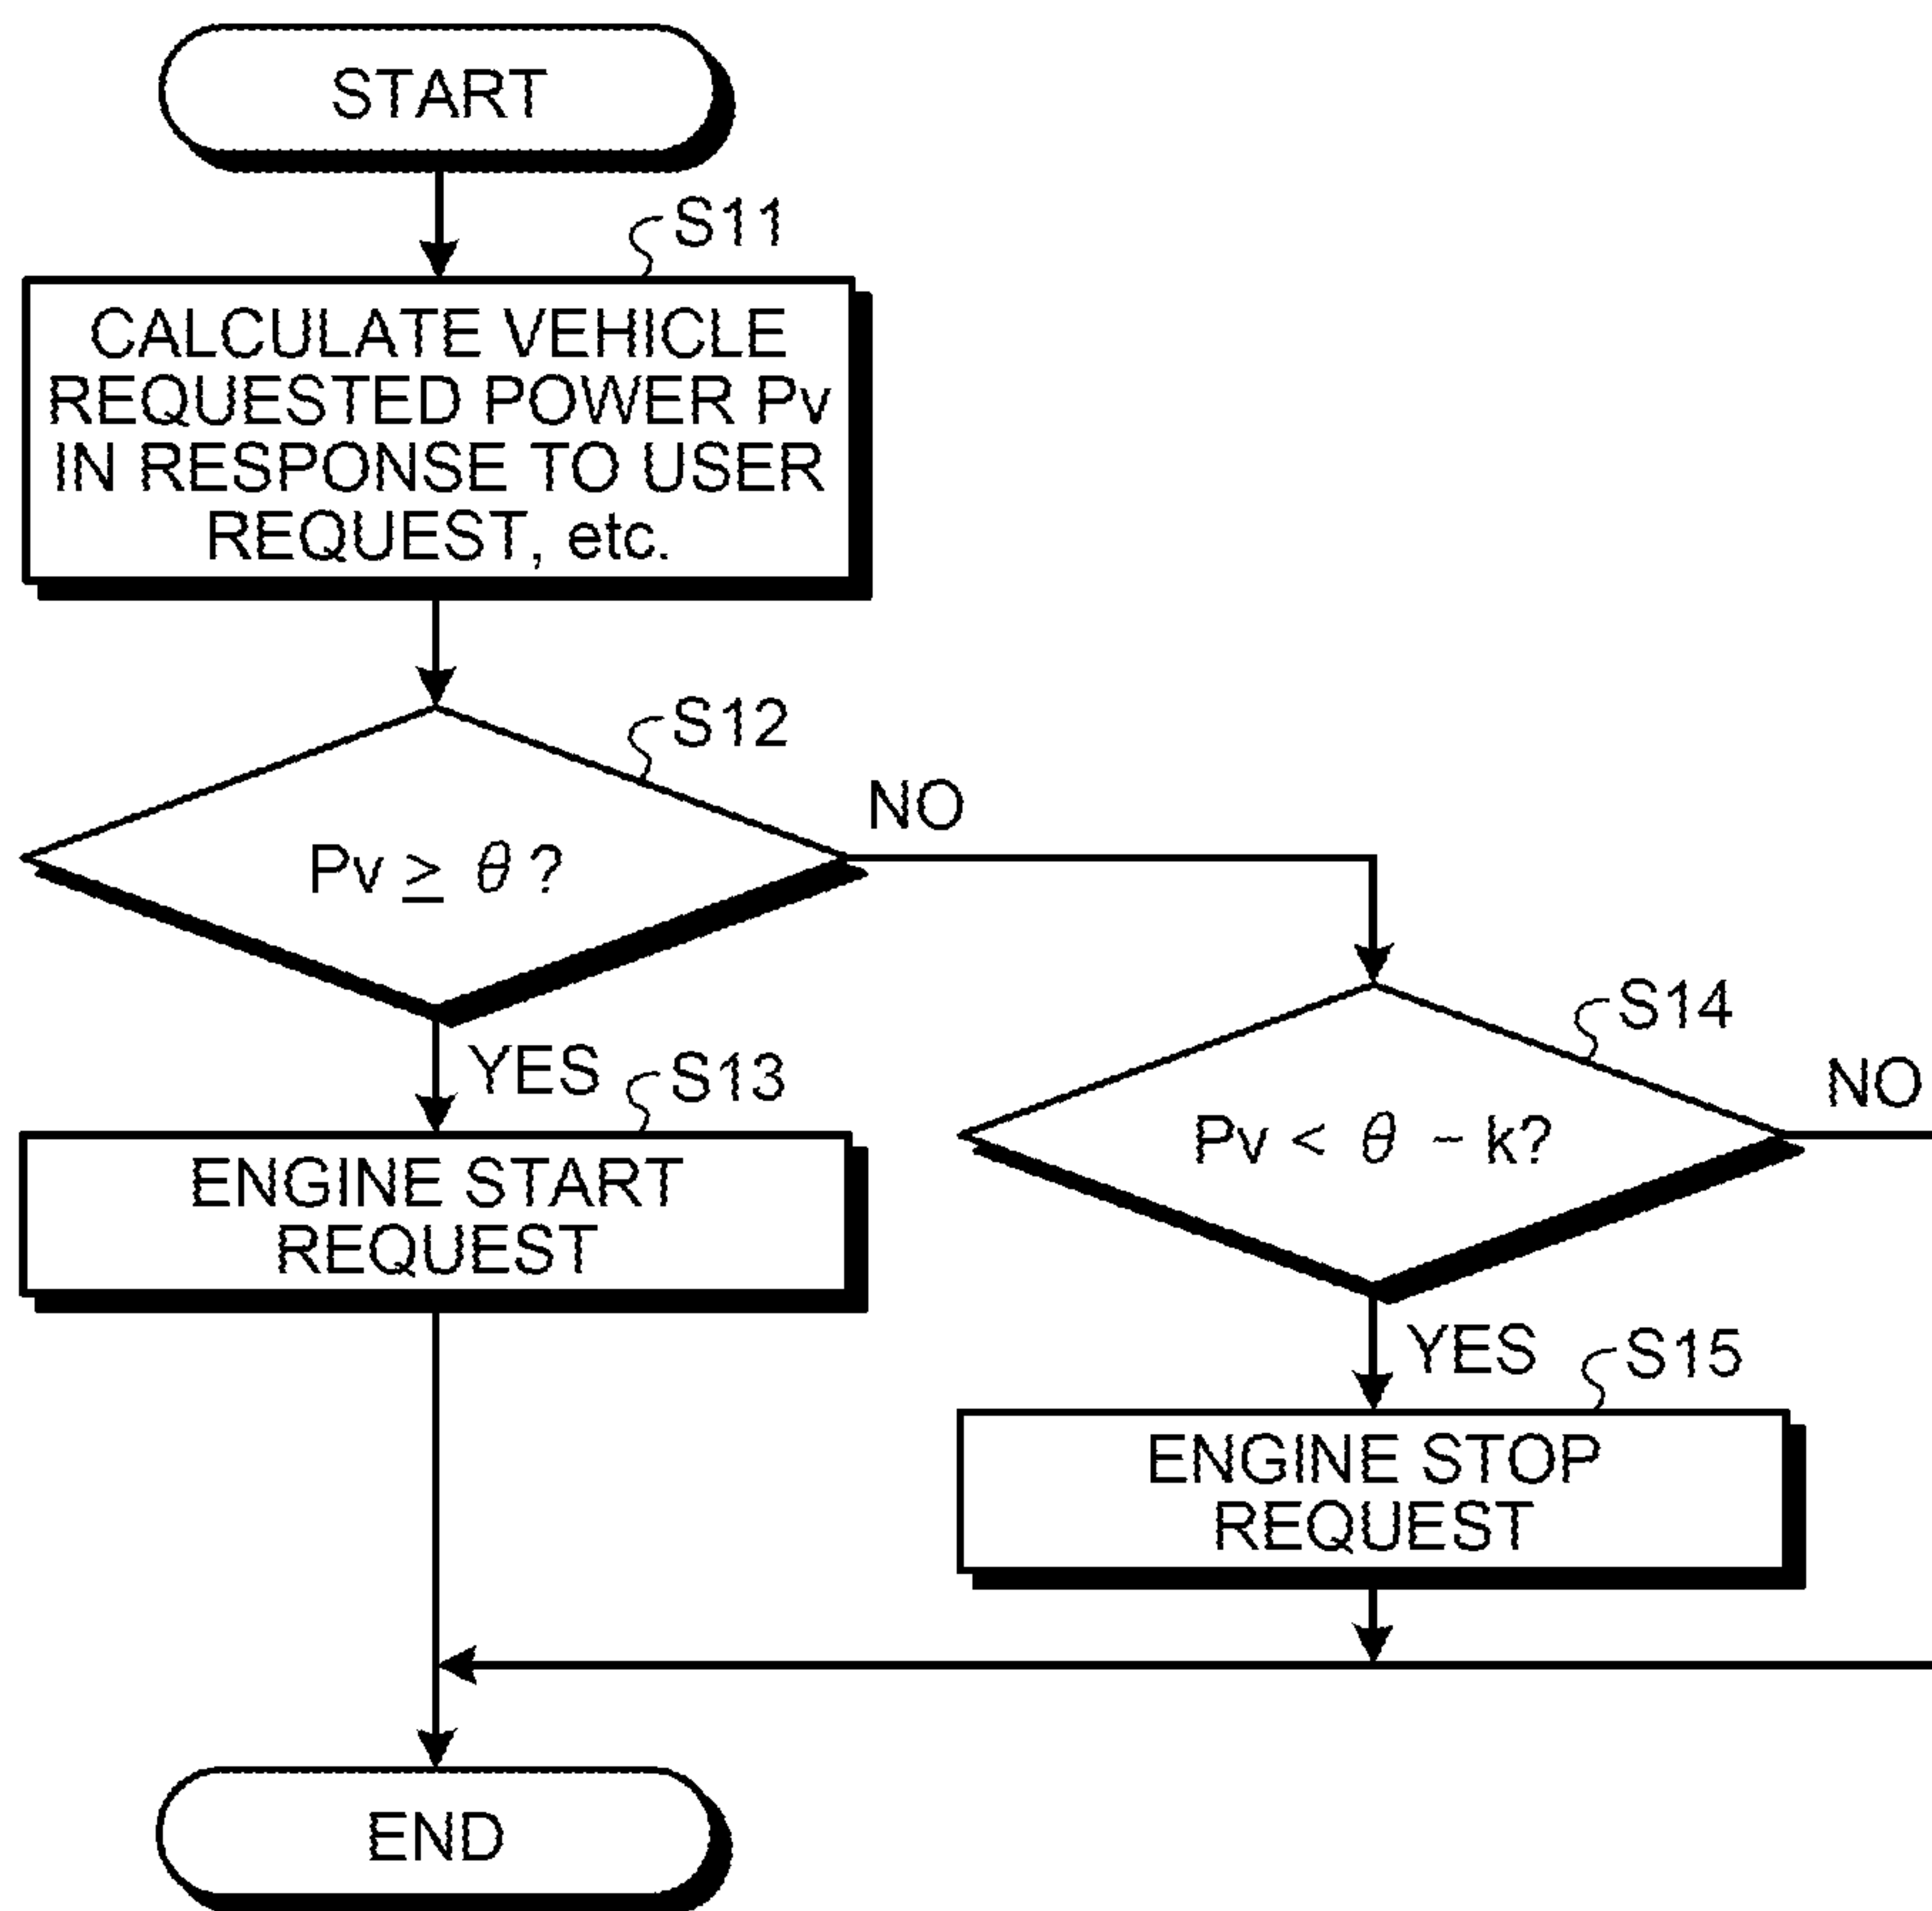 START
S11
CALCULATE VEHICLE
REQUESTED POWER Pv
IN RESPONSE TO USER
REQUEST, etc.
S12
NO
Pv ≥ θ ?
S14
YES
S13
NO
Pv < θ − k?
ENGINE START
REQUEST
YES
S15
ENGINE STOP
REQUEST
END